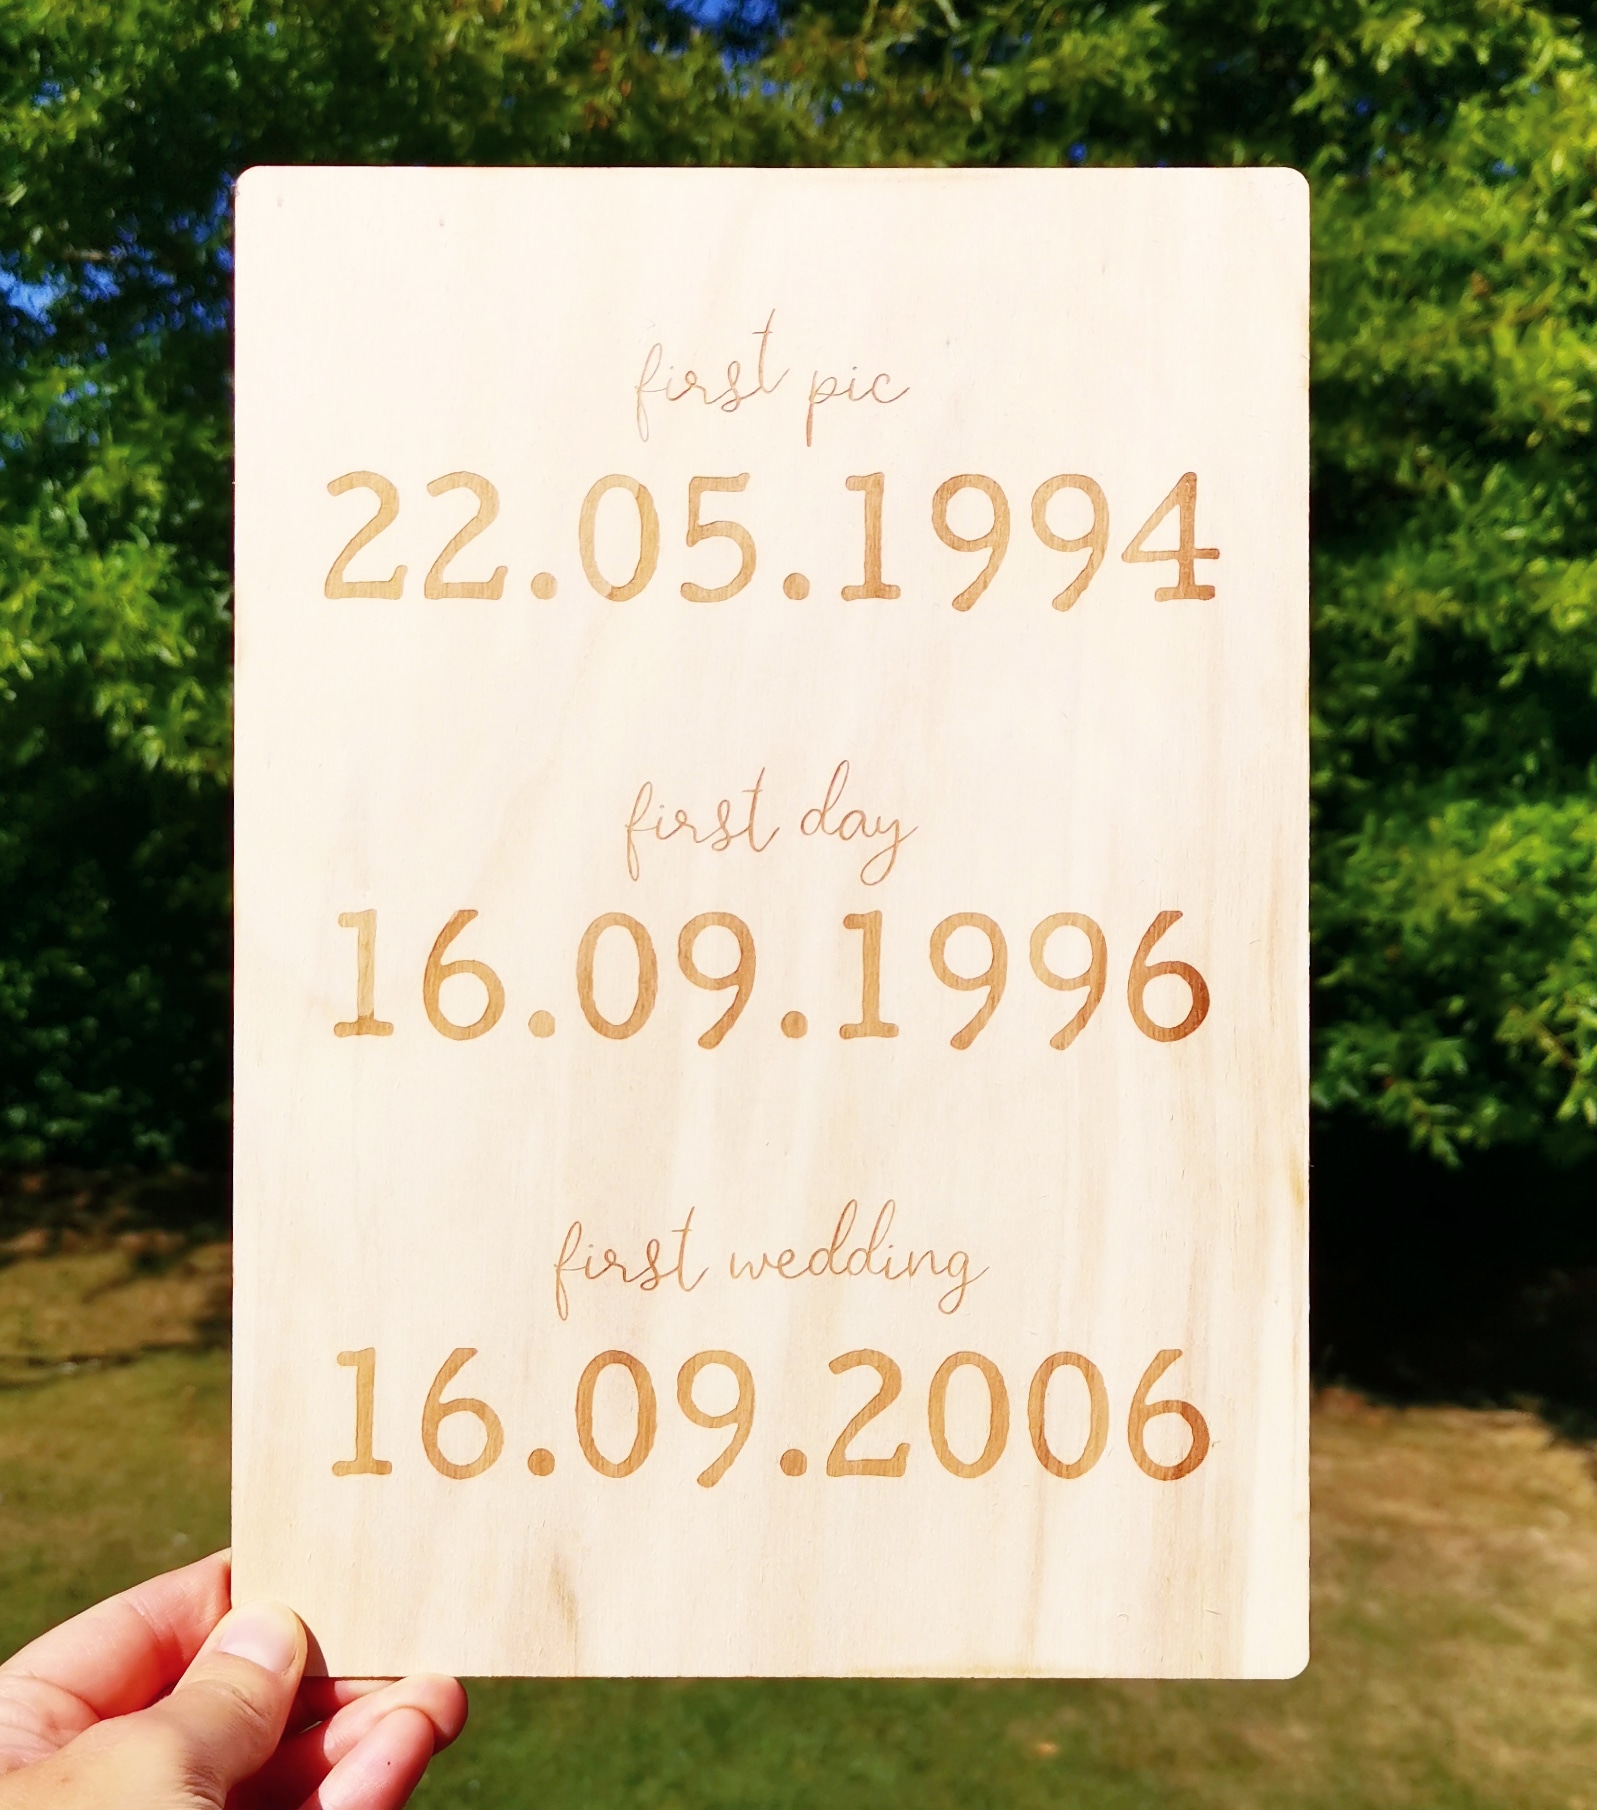 first pic
22.05.1994
first day
16.09.1996
first wedding
16.09.2006